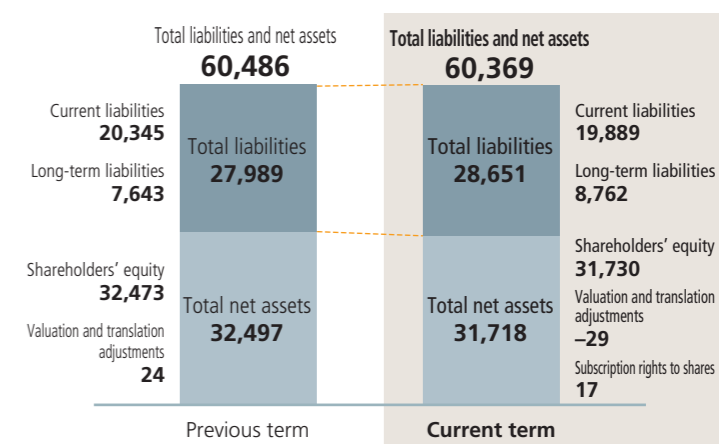 Total liabilities and net assets
60,486
Current liabilities
20,345
Long-term liabilities
7,643
Total liabilities
27,989
Shareholders’ equity
32,473
Valuation and translation
adjustments
24
Total net assets
32,497
Previous term
Total liabilities and net assets
60,369
Total liabilities
28,651
Current liabilities
19,889
Long-term liabilities
8,762
Total net assets
31,718
Shareholders’ equity
31,730
Valuation and translation
adjustments
–29
Subscription rights to shares
17
Current term